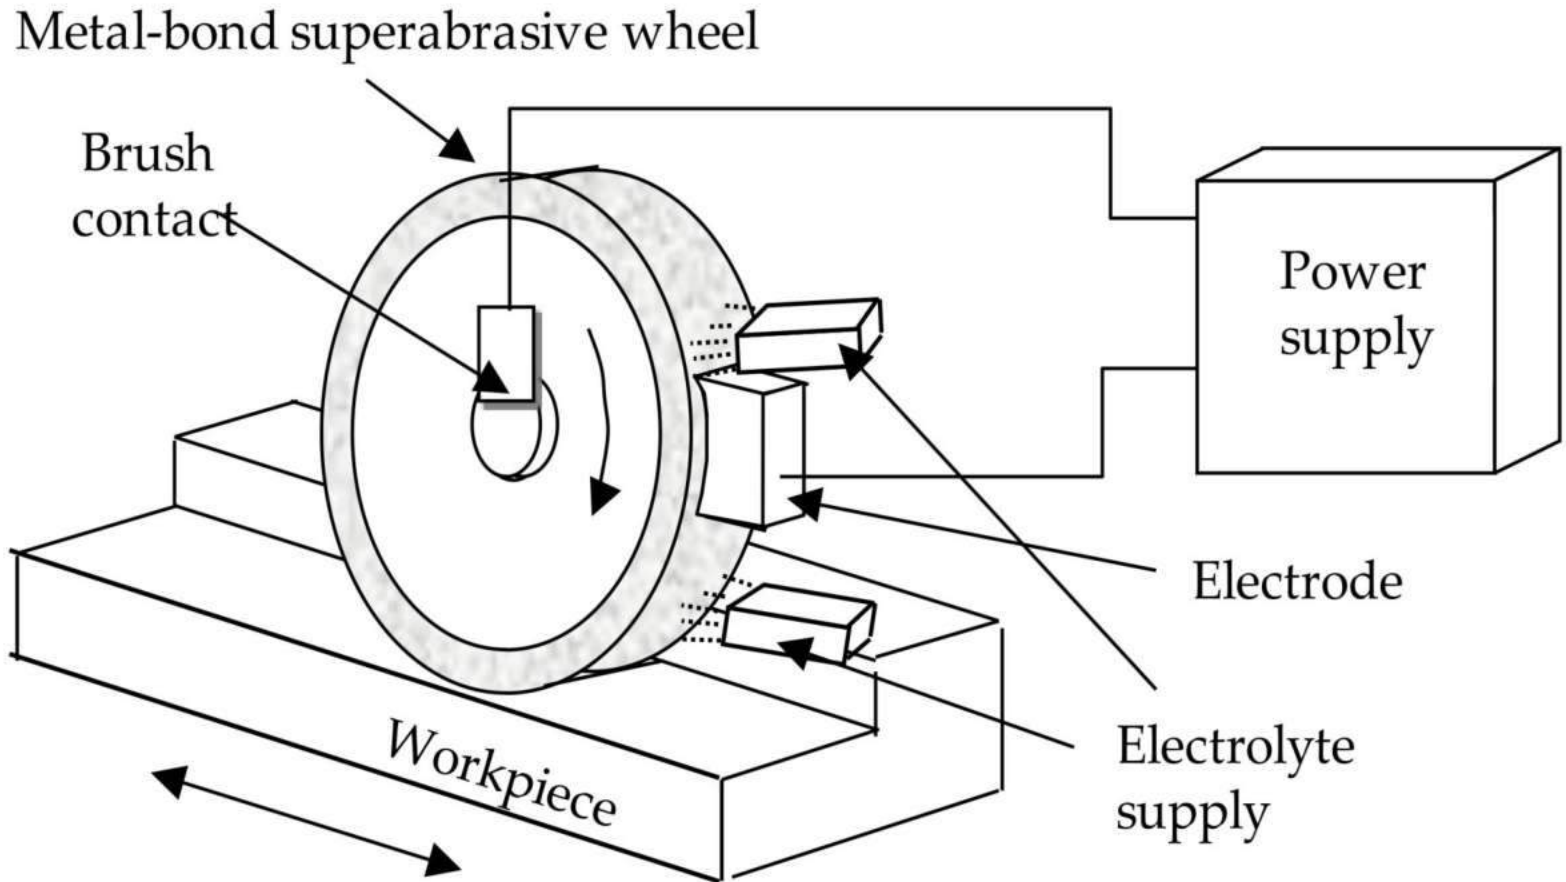 Metal-bond superabrasive wheel
Brush
contact
Power
supply
Electrode
Electrolyte
supply
Workpiece